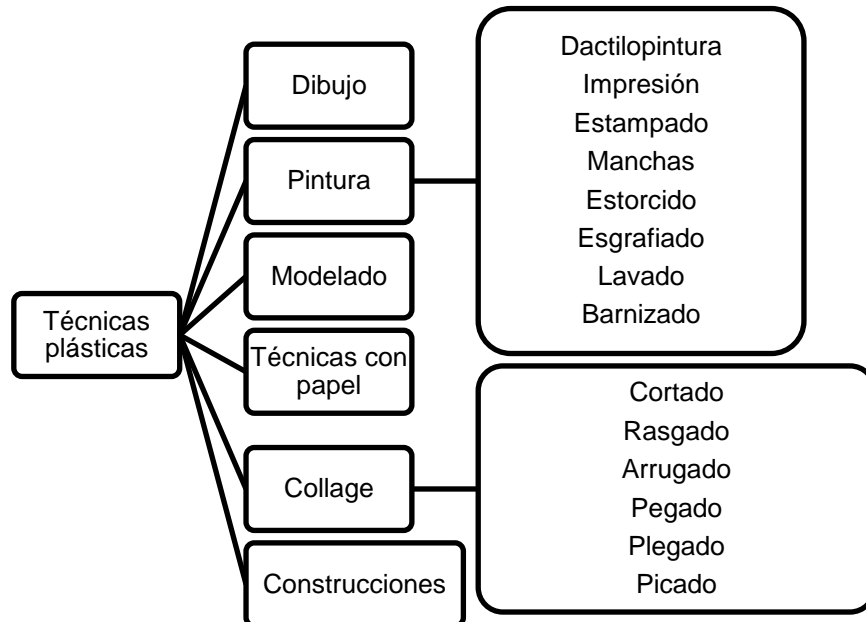 Técnicas
plásticas
Dibujo
Pintura
Modelado
Técnicas con
papel
Collage
Construcciones
Dactilopintura
Impresión
Estampado
Manchas
Estorcido
Esgrafiado
Lavado
Barnizado
Cortado
Rasgado
Arrugado
Pegado
Plegado
Picado